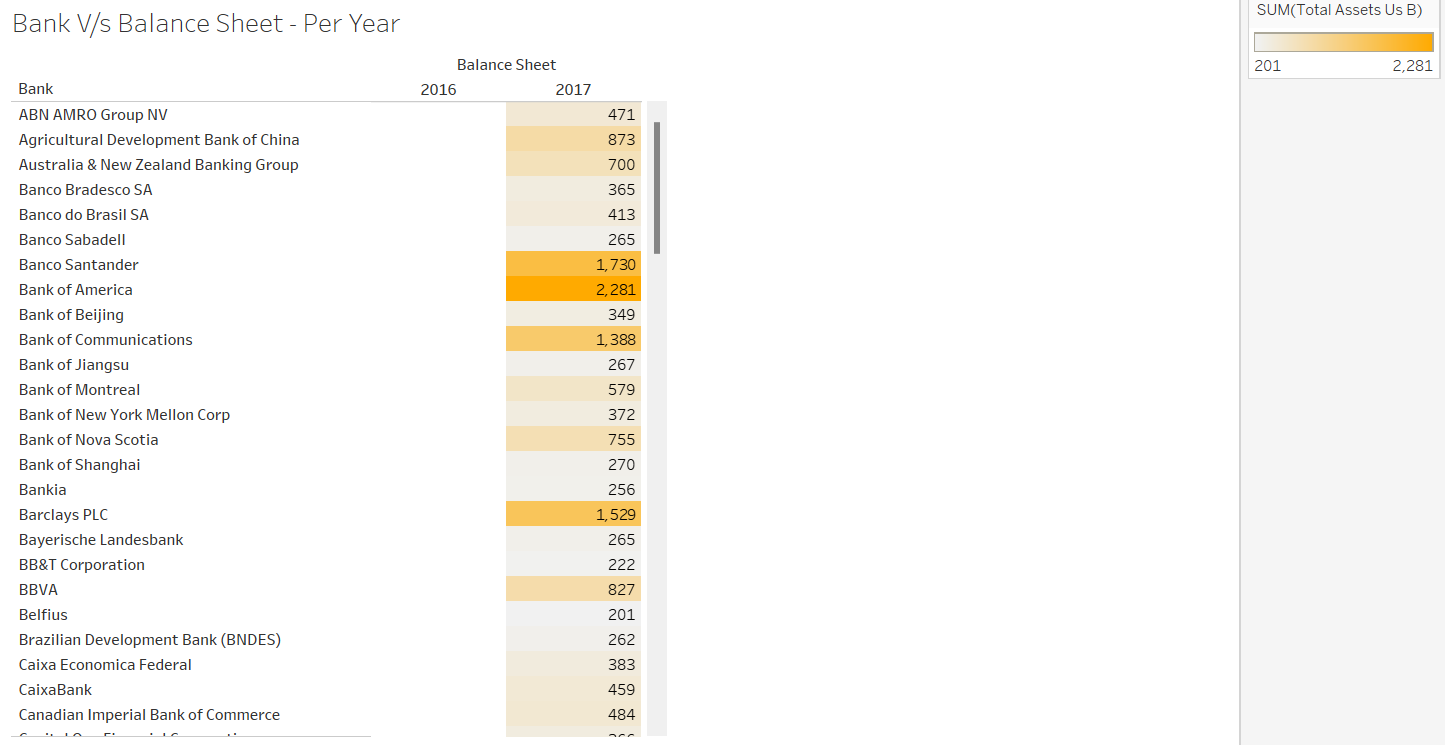 Bank V/s Balance Sheet - Per Year
SUM(Total Assets Us B)
201 2,281
Balance Sheet
Bank 2016 2017
ABN AMRO Group NV 471
Agricultural Development Bank of China 873
Australia & New Zealand Banking Group 700
Banco Bradesco SA 365
Banco do Brasil SA 413
Banco Sabadell 265
Banco Santander 1,730
Bank of America 2,281
Bank of Beijing 349
Bank of Communications 1,388
Bank of Jiangsu 267
Bank of Montreal 579
Bank of New York Mellon Corp 372
Bank of Nova Scotia 755
Bank of Shanghai 270
Bankia 256
Barclays PLC 1,529
Bayerische Landesbank 265
BB&T Corporation 222
BBVA 827
Belfius 201
Brazilian Development Bank (BNDES) 262
Caixa Economica Federal 383
CaixaBank 459
Canadian Imperial Bank of Commerce 484